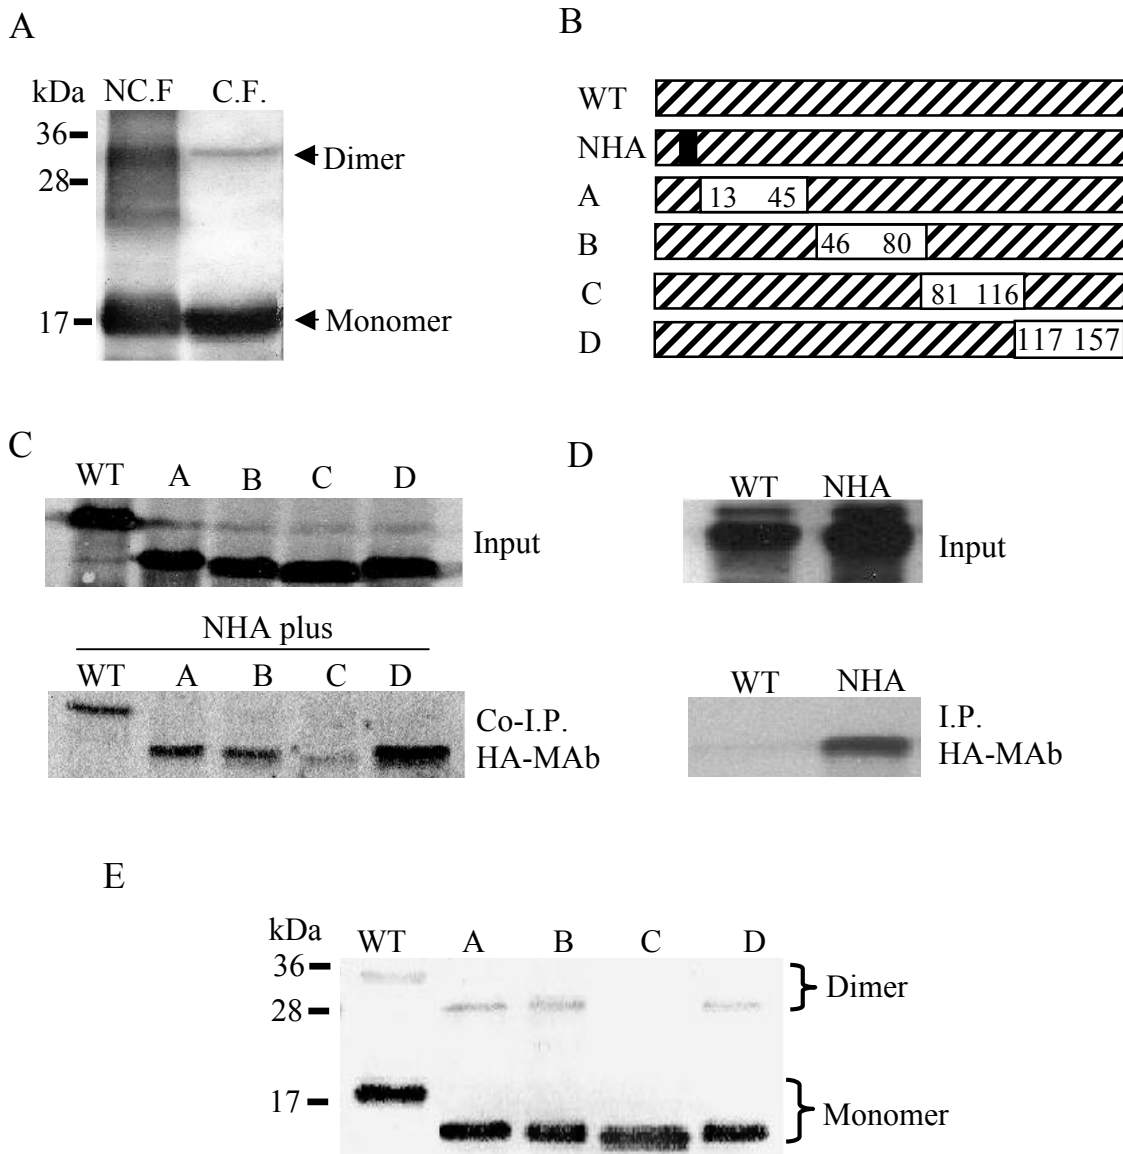 A
kDa NC.F C.F.
36
28
17
Dimer
Monomer
B
WT
NHA
A 13 45
B 46 80
C 81 116
D 117 157
C
WT A B C D
Input
NHA plus
WT A B C D
Co-I.P.
HA-MAb
D
WT NHA
Input
WT NHA
I.P.
HA-MAb
E
kDa WT A B C D
36
28
17
Dimer
Monomer